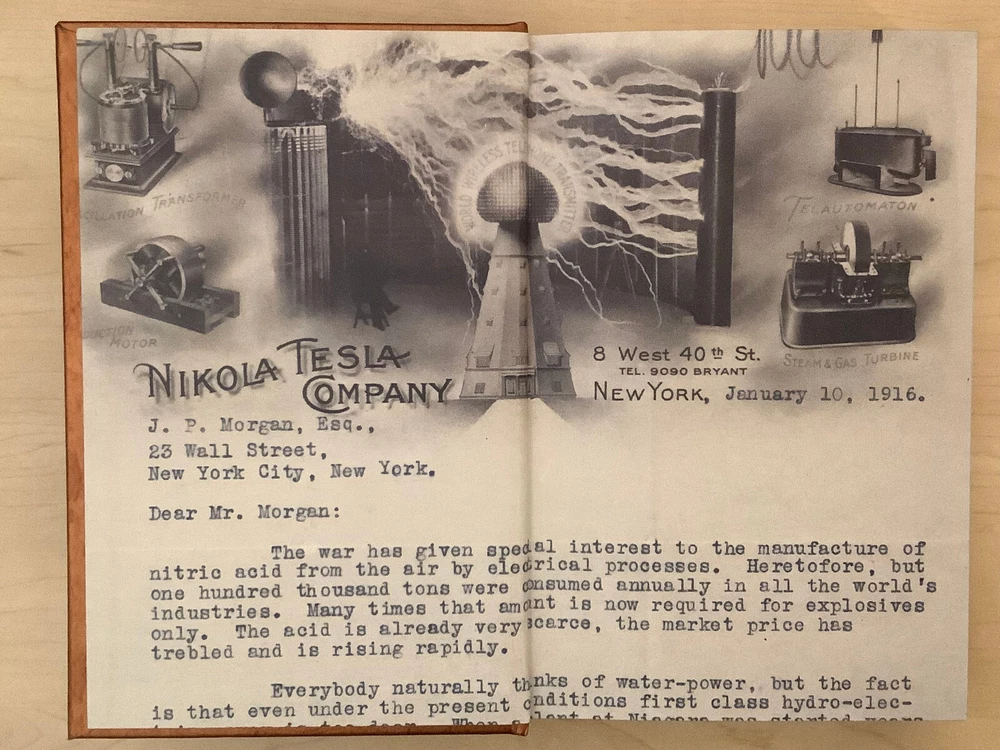 WORLD WIRELESS TELEPHONE TRANSMITTER
TRANSFORMER
TELAUTOMATON
MOTOR
STEAM & GAS TURBINE
NIKOLA TESLA
COMPANY
8 West 40th St.
TEL. 9090 BRYANT
NEW YORK, January 10, 1916.
J. P. Morgan, Esq.,
23 Wall Street,
New York City, New York.
Dear Mr. Morgan:
The war has given special interest to the manufacture of
nitric acid from the air by electrical processes. Heretofore, but
one hundred thousand tons were consumed annually in all the world's
industries. Many times that amount is now required for explosives
only. The acid is already very scarce, the market price has
trebled and is rising rapidly.
Everybody naturally thinks of water-power, but the fact
is that even under the present conditions first class hydro-elec-